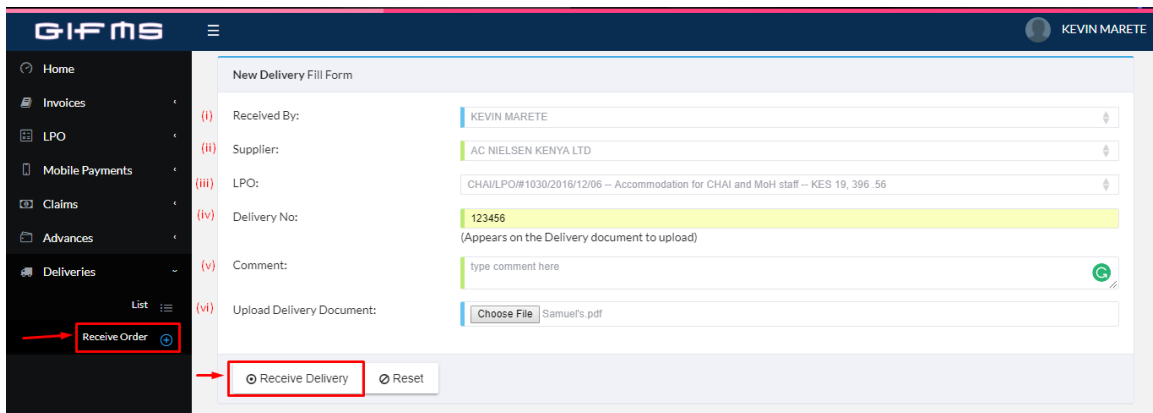 GIFMS
KEVIN MARETE
Home
Invoices
LPO
Mobile Payments
Claims
Advances
Deliveries
List
Receive Order
New Delivery Fill Form
(i) Received By: KEVIN MARETE
(ii) Supplier: AC NIELSEN KENYA LTD
(iii) LPO: CHAI/LPO/#1030/2016/12/06 -- Accommodation for CHAI and MoH staff -- KES 19, 396 .56
(iv) Delivery No: 123456
(Appears on the Delivery document to upload)
(v) Comment: type comment here
(vi) Upload Delivery Document: Choose File Samuel's.pdf
Receive Delivery Reset